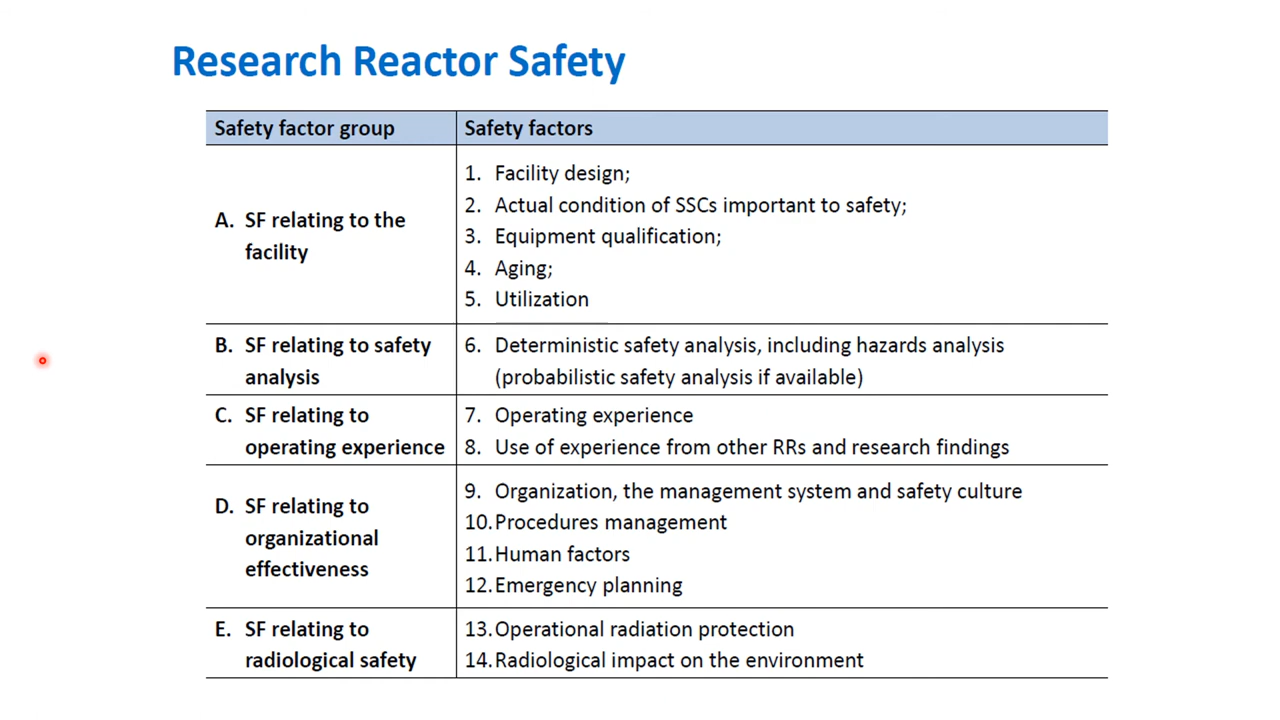 Research Reactor Safety
Safety factor group
Safety factors
A. SF relating to the
facility
1. Facility design;
2. Actual condition of SSCs important to safety;
3. Equipment qualification;
4. Aging;
5. Utilization
B. SF relating to safety
analysis
6. Deterministic safety analysis, including hazards analysis
(probabilistic safety analysis if available)
C. SF relating to
operating experience
7. Operating experience
8. Use of experience from other RRs and research findings
D. SF relating to
organizational
effectiveness
9. Organization, the management system and safety culture
10. Procedures management
11. Human factors
12. Emergency planning
E. SF relating to
radiological safety
13. Operational radiation protection
14. Radiological impact on the environment